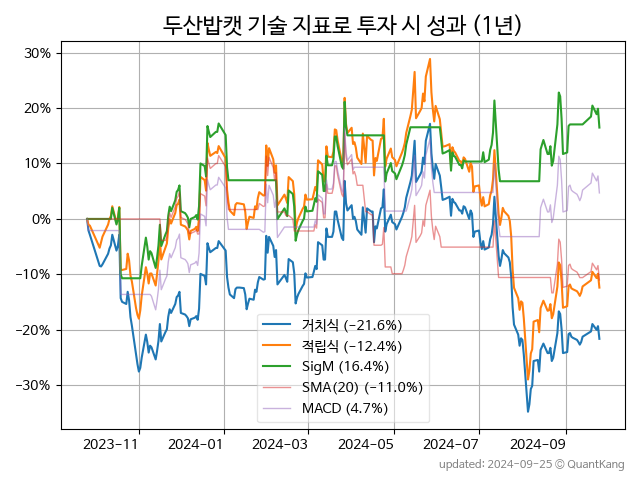 두산밥캣 기술 지표로 투자 시 성과 (1년)
30%
20%
10%
0%
−10%
−20%
−30%
거치식 (−21.6%)
적립식 (−12.4%)
SigM (16.4%)
SMA(20) (−11.0%)
MACD (4.7%)
2023-11 2024-01 2024-03 2024-05 2024-07 2024-09
updated: 2024-09-25 © QuantKang